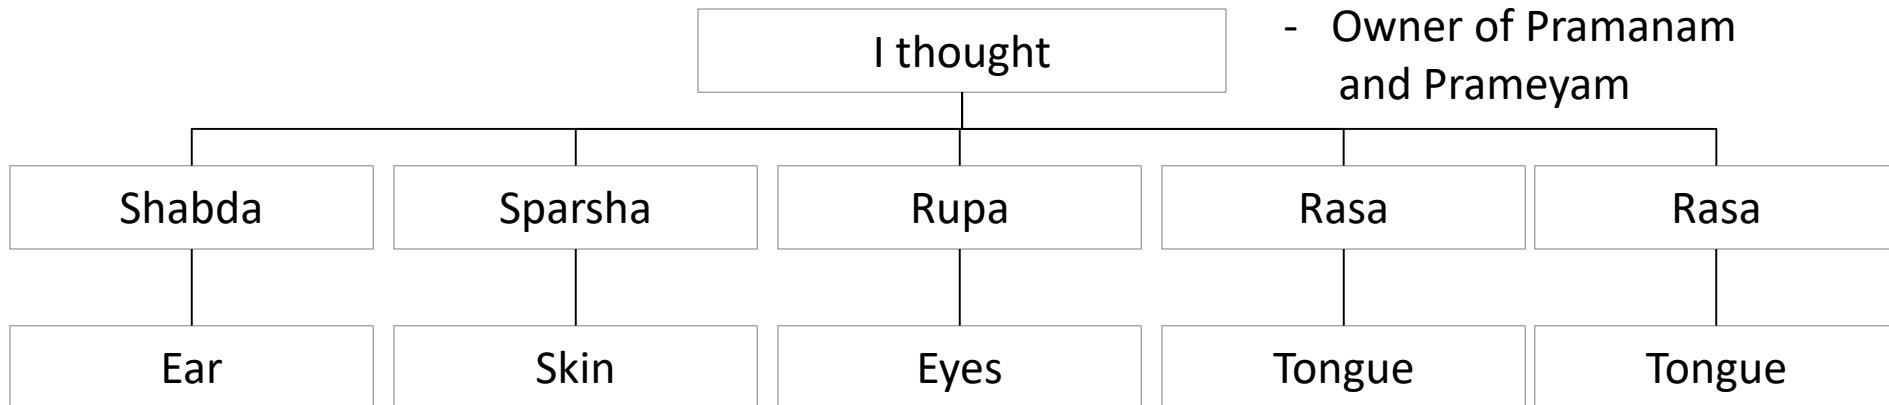 I thought
- Owner of Pramanam
and Prameyam
Shabda Sparsha Rupa Rasa Rasa
Ear Skin Eyes Tongue Tongue